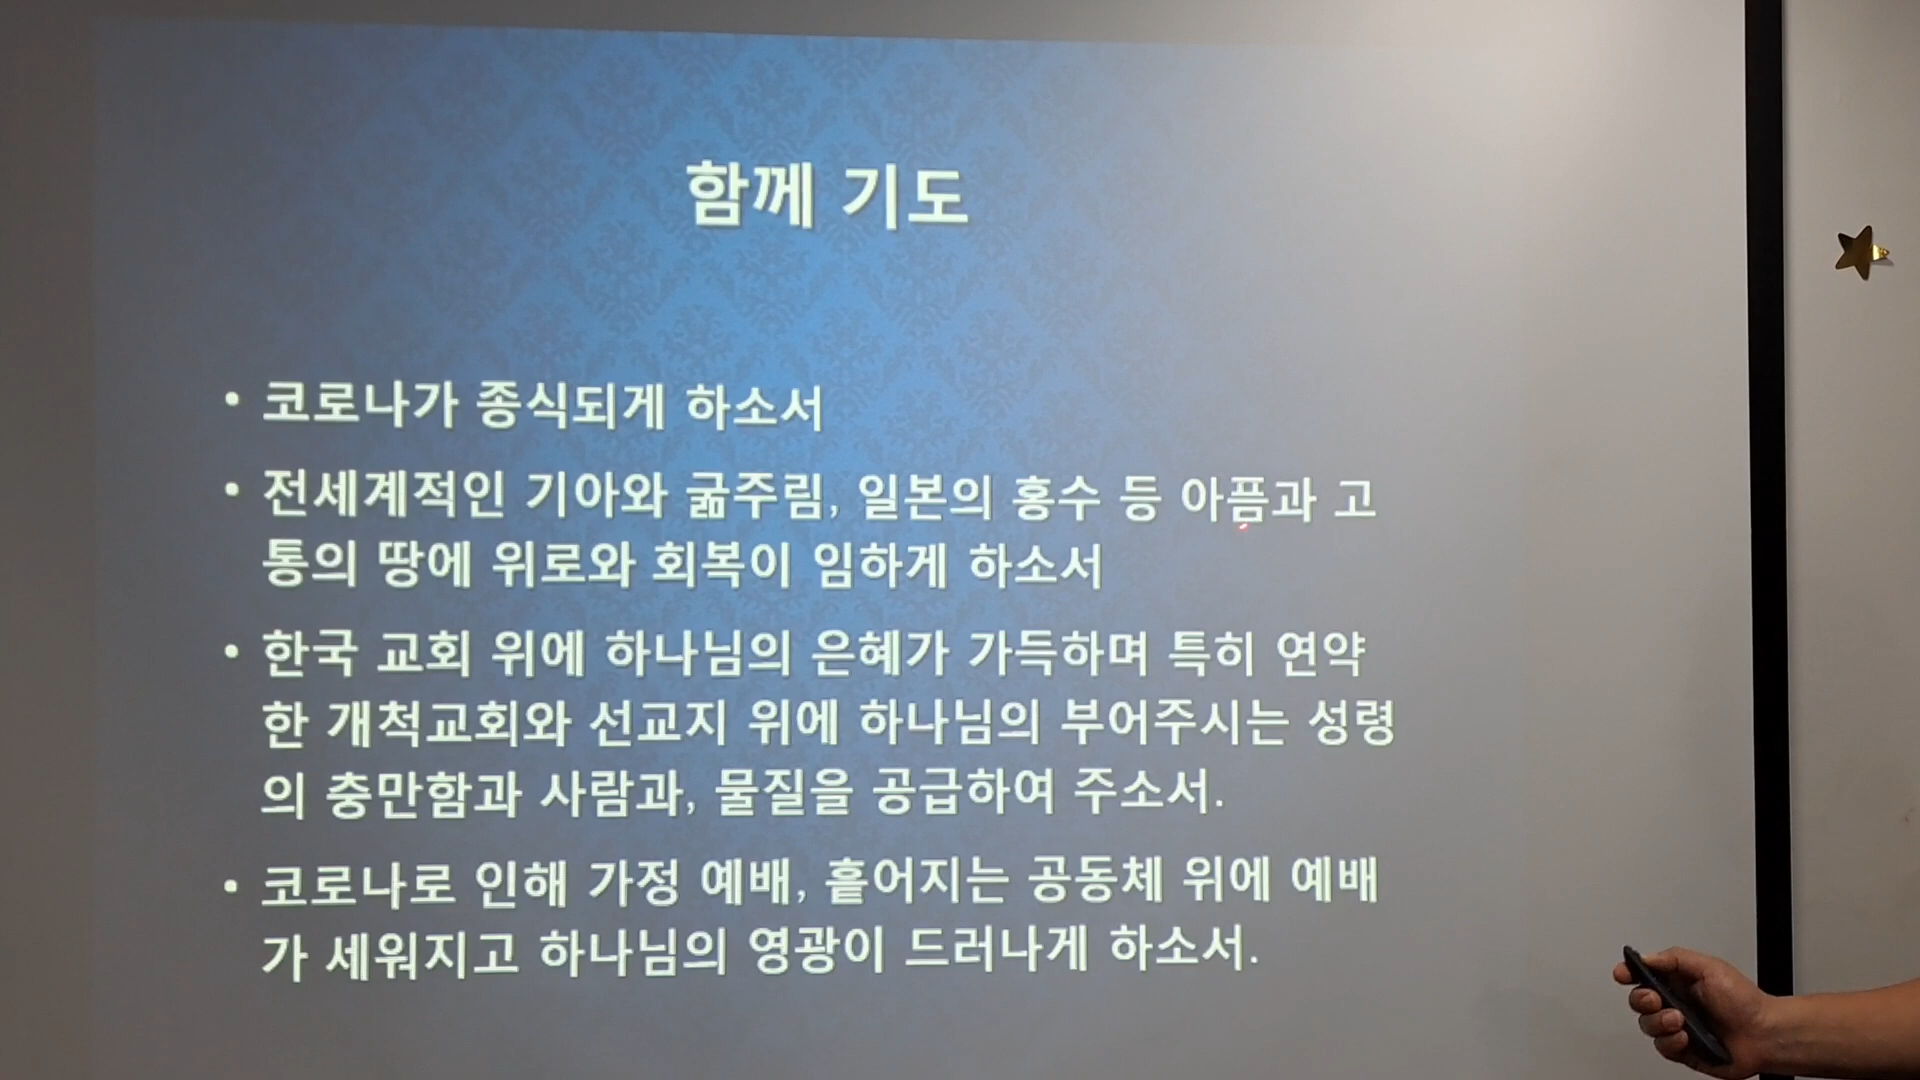 함께 기도
• 코로나가 종식되게 하소서
• 전세계적인 기아와 굶주림, 일본의 홍수 등 아픔과 고
통의 땅에 위로와 회복이 임하게 하소서
• 한국 교회 위에 하나님의 은혜가 가득하며 특히 연약
한 개척교회와 선교지 위에 하나님의 부어주시는 성령
의 충만함과 사람과, 물질을 공급하여 주소서.
• 코로나로 인해 가정 예배, 흩어지는 공동체 위에 예배
가 세워지고 하나님의 영광이 드러나게 하소서.